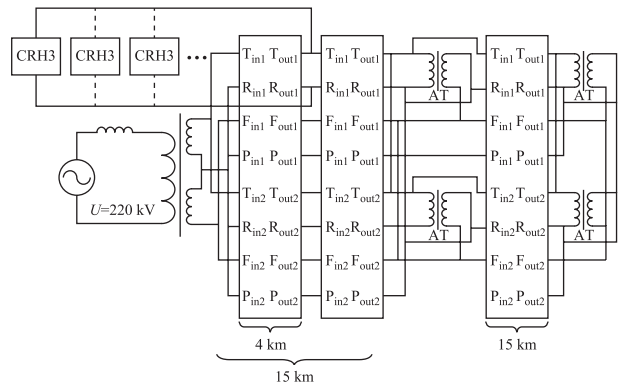 CRH3 CRH3 CRH3 •••
T_in1 T_out1
R_in1 R_out1
F_in1 F_out1
P_in1 P_out1
T_in2 T_out2
R_in2 R_out2
F_in2 F_out2
P_in2 P_out2
T_in1 T_out1
R_in1 R_out1
F_in1 F_out1
P_in1 P_out1
T_in2 T_out2
R_in2 R_out2
F_in2 F_out2
P_in2 P_out2
T_in1 T_out1
R_in1 R_out1
F_in1 F_out1
P_in1 P_out1
T_in2 T_out2
R_in2 R_out2
F_in2 F_out2
P_in2 P_out2
AT
AT
AT
AT
U=220 kV
4 km
15 km
15 km